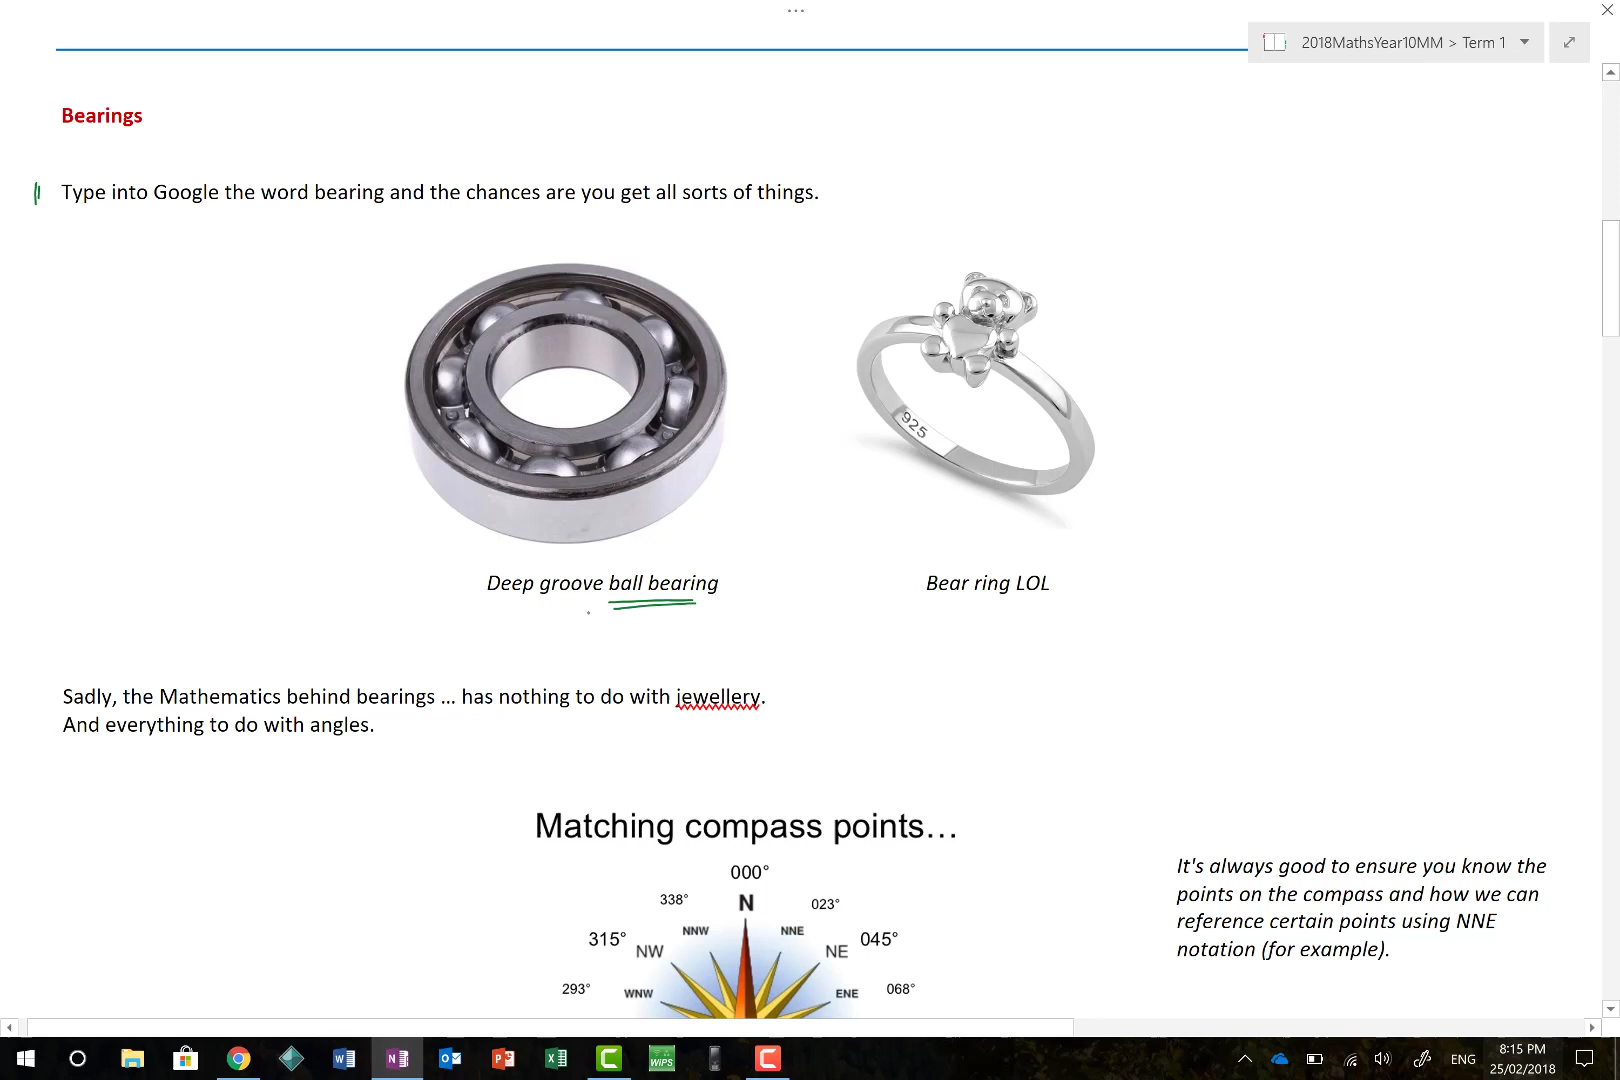 2018MathsYear10MM > Term 1
Bearings
Type into Google the word bearing and the chances are you get all sorts of things.
925
Deep groove ball bearing
Bear ring LOL
Sadly, the Mathematics behind bearings ... has nothing to do with jewellery.
And everything to do with angles.
Matching compass points...
000°
338°
N
023°
NNW
NNE
315°
NW
NE
045°
293°
WNW
ENE
068°
It's always good to ensure you know the
points on the compass and how we can
reference certain points using NNE
notation (for example).
WiPS
ENG
8:15 PM
25/02/2018